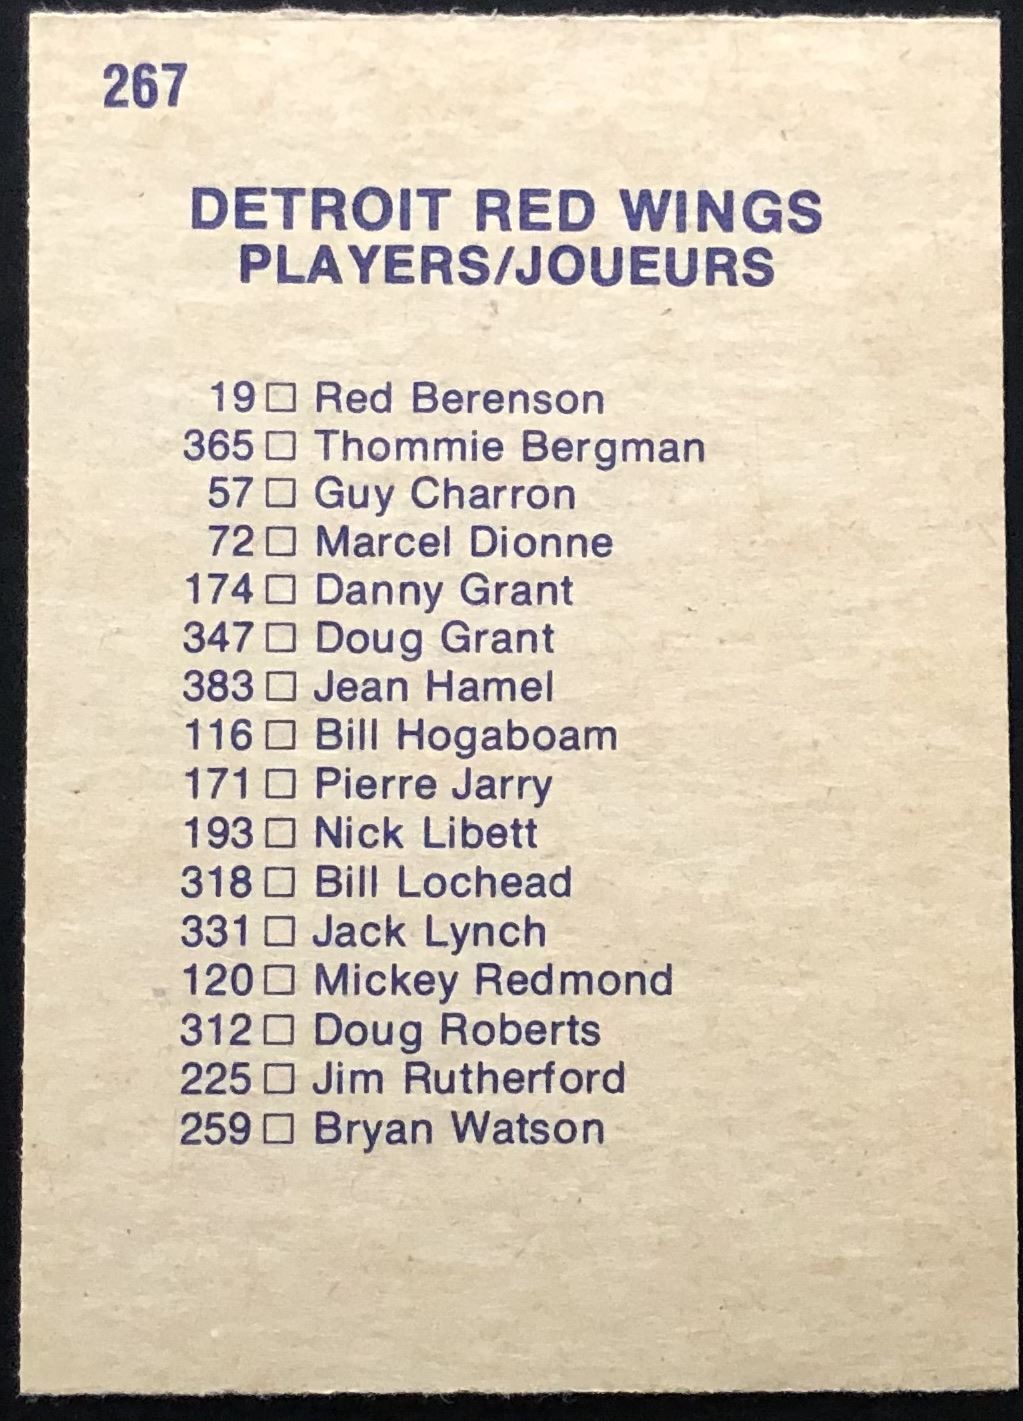 267
DETROIT RED WINGS
PLAYERS/JOUEURS
19 □ Red Berenson
365 □ Thommie Bergman
57 □ Guy Charron
72 □ Marcel Dionne
174 □ Danny Grant
347 □ Doug Grant
383 □ Jean Hamel
116 □ Bill Hogaboam
171 □ Pierre Jarry
193 □ Nick Libett
318 □ Bill Lochead
331 □ Jack Lynch
120 □ Mickey Redmond
312 □ Doug Roberts
225 □ Jim Rutherford
259 □ Bryan Watson